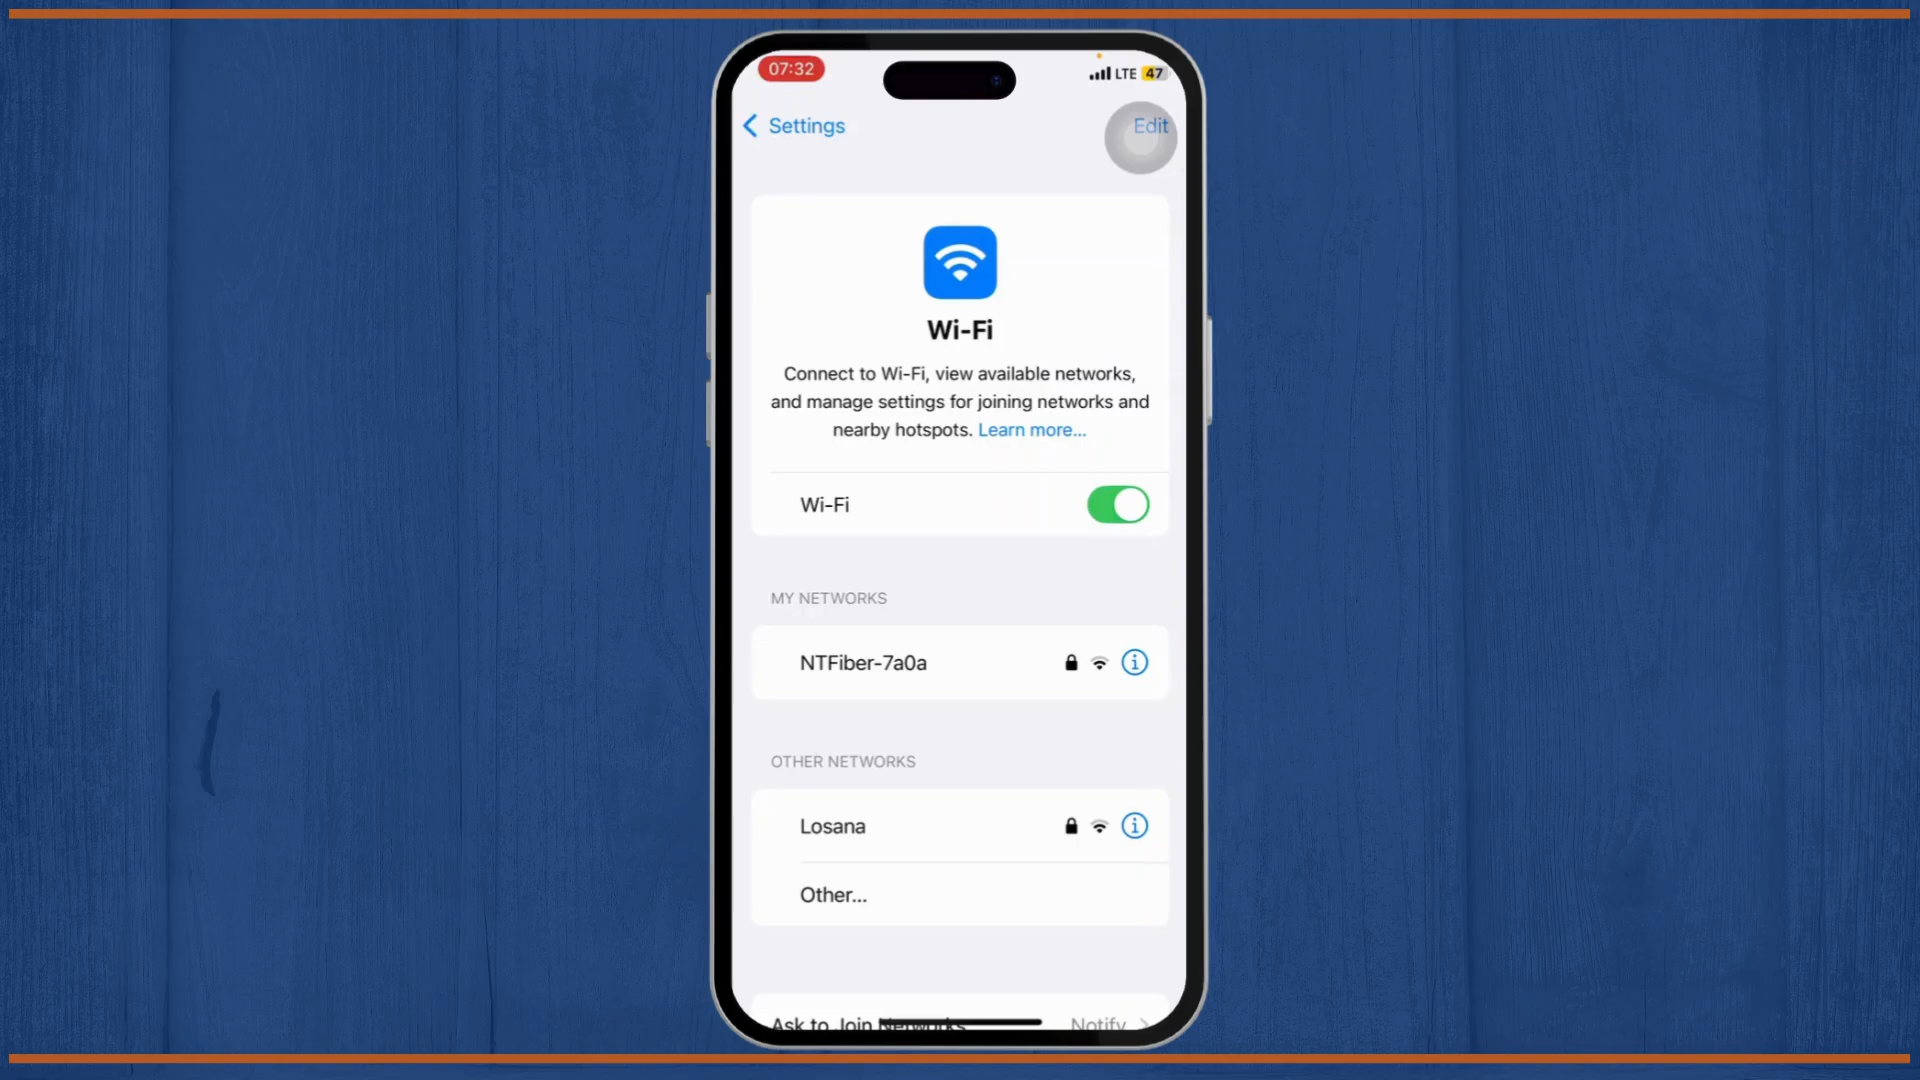 07:32
LTE 47
Settings
Edit
Wi-Fi
Connect to Wi-Fi, view available networks,
and manage settings for joining networks and
nearby hotspots. Learn more...
Wi-Fi
MY NETWORKS
NTFiber-7a0a
OTHER NETWORKS
Losana
Other...
Ask to Join Networks
Notify